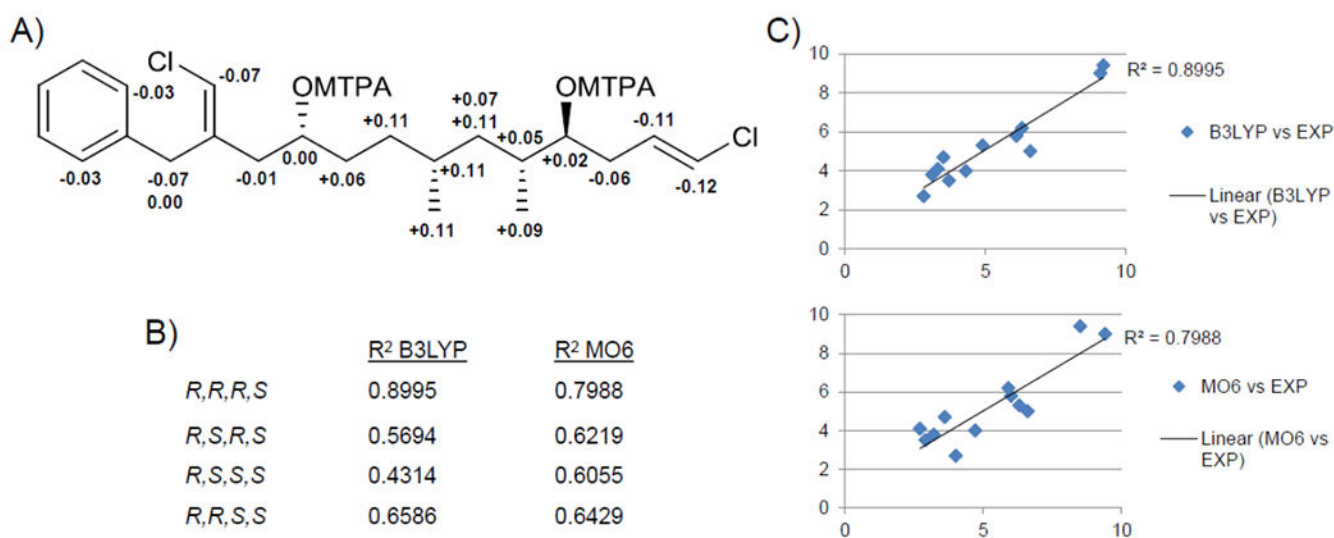 A)
Cl
-0.07
-0.03
OMTPA
+0.07
OMTPA
+0.11
+0.11
+0.05
-0.11
Cl
0.00
+0.11
+0.02
-0.03
-0.07
-0.01
+0.06
-0.06
-0.12
0.00
+0.11
+0.09
B)
R² B3LYP R² MO6
R,R,R,S 0.8995 0.7988
R,S,R,S 0.5694 0.6219
R,S,S,S 0.4314 0.6055
R,R,S,S 0.6586 0.6429
C)
10
8
6
4
2
0
0 5 10
R² = 0.8995
B3LYP vs EXP
Linear (B3LYP
vs EXP)
10
8
6
4
2
0
0 5 10
R² = 0.7988
MO6 vs EXP
Linear (MO6 vs
EXP)